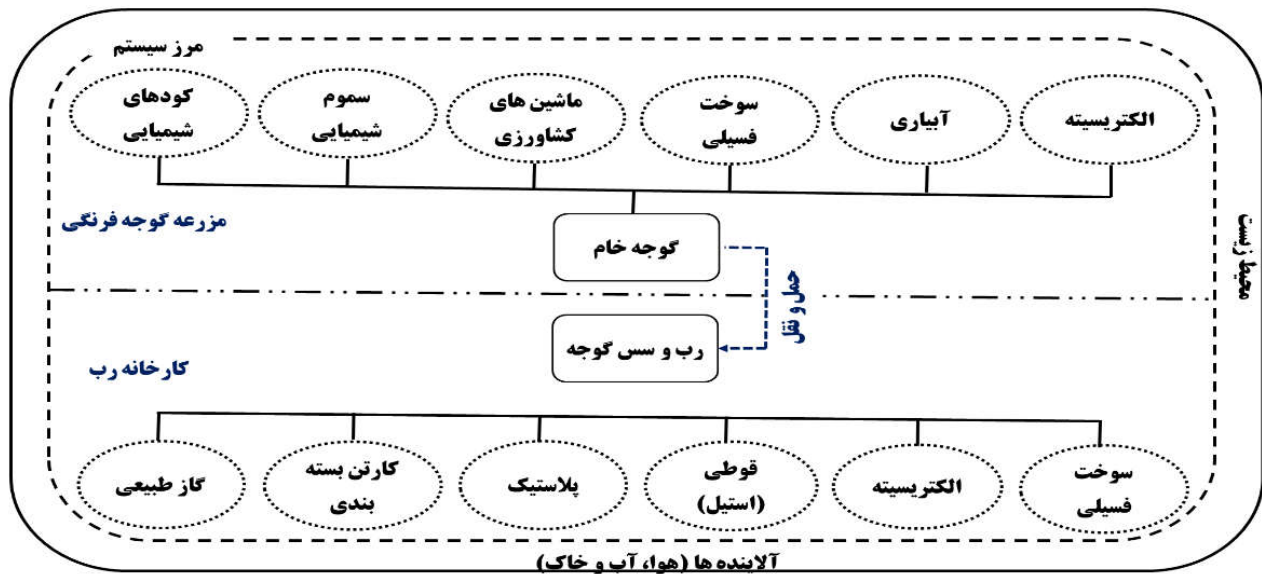 مرز سیستم
الکتریسیته
آبیاری
سوخت
فسیلی
ماشین های
کشاورزی
سموم
شیمیایی
کودهای
شیمیایی
مزرعه گوجه فرنگی
گوجه خام
حمل و نقل
محیط زیست
رب و سس گوجه
کارخانه رب
سوخت
فسیلی
الکتریسیته
قوطی
(استیل)
پلاستیک
کارتن بسته
بندی
گاز طبیعی
آلاینده ها (هوا، آب و خاک)